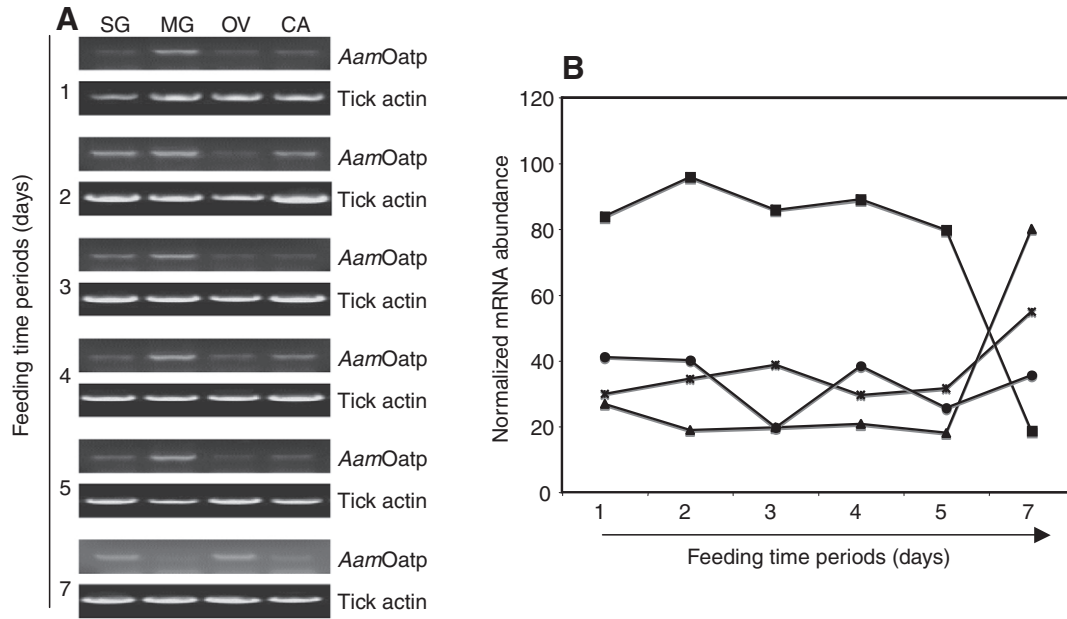 A
SG MG OV CA
Feeding time periods (days)
AamOatp
1
Tick actin
AamOatp
2
Tick actin
AamOatp
3
Tick actin
AamOatp
4
Tick actin
AamOatp
5
Tick actin
AamOatp
7
Tick actin
B
Normalized mRNA abundance
120
100
80
60
40
20
0
1 2 3 4 5 7
Feeding time periods (days)